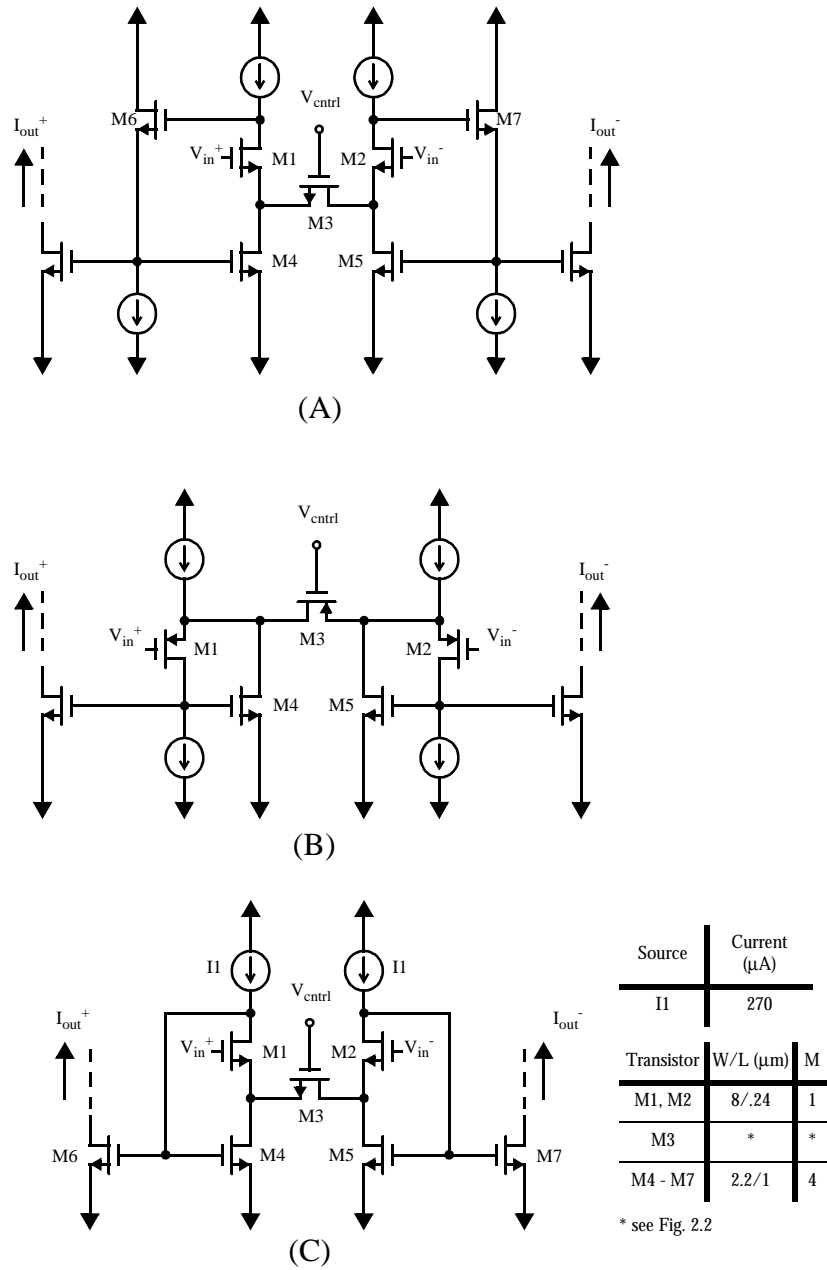 V_cntrl
I_out^+
M6
M7
I_out^-
V_in^+
M1
M2
V_in^-
M3
M4
M5
(A)
V_cntrl
I_out^+
I_out^-
V_in^+
M1
M3
M2
V_in^-
M4
M5
(B)
I1
I1
V_cntrl
I_out^+
I_out^-
V_in^+
M1
M2
V_in^-
M3
M6
M4
M5
M7
(C)
Source Current (µA)
I1 270
Transistor W/L (µm) M
M1, M2 8/.24 1
M3 * *
M4 - M7 2.2/1 4
* see Fig. 2.2